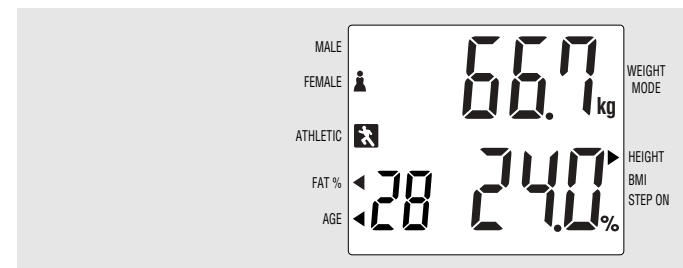 MALE
FEMALE
ATHLETIC
FAT %
AGE
66.7 kg
28
24.0 %
WEIGHT
MODE
HEIGHT
BMI
STEP ON